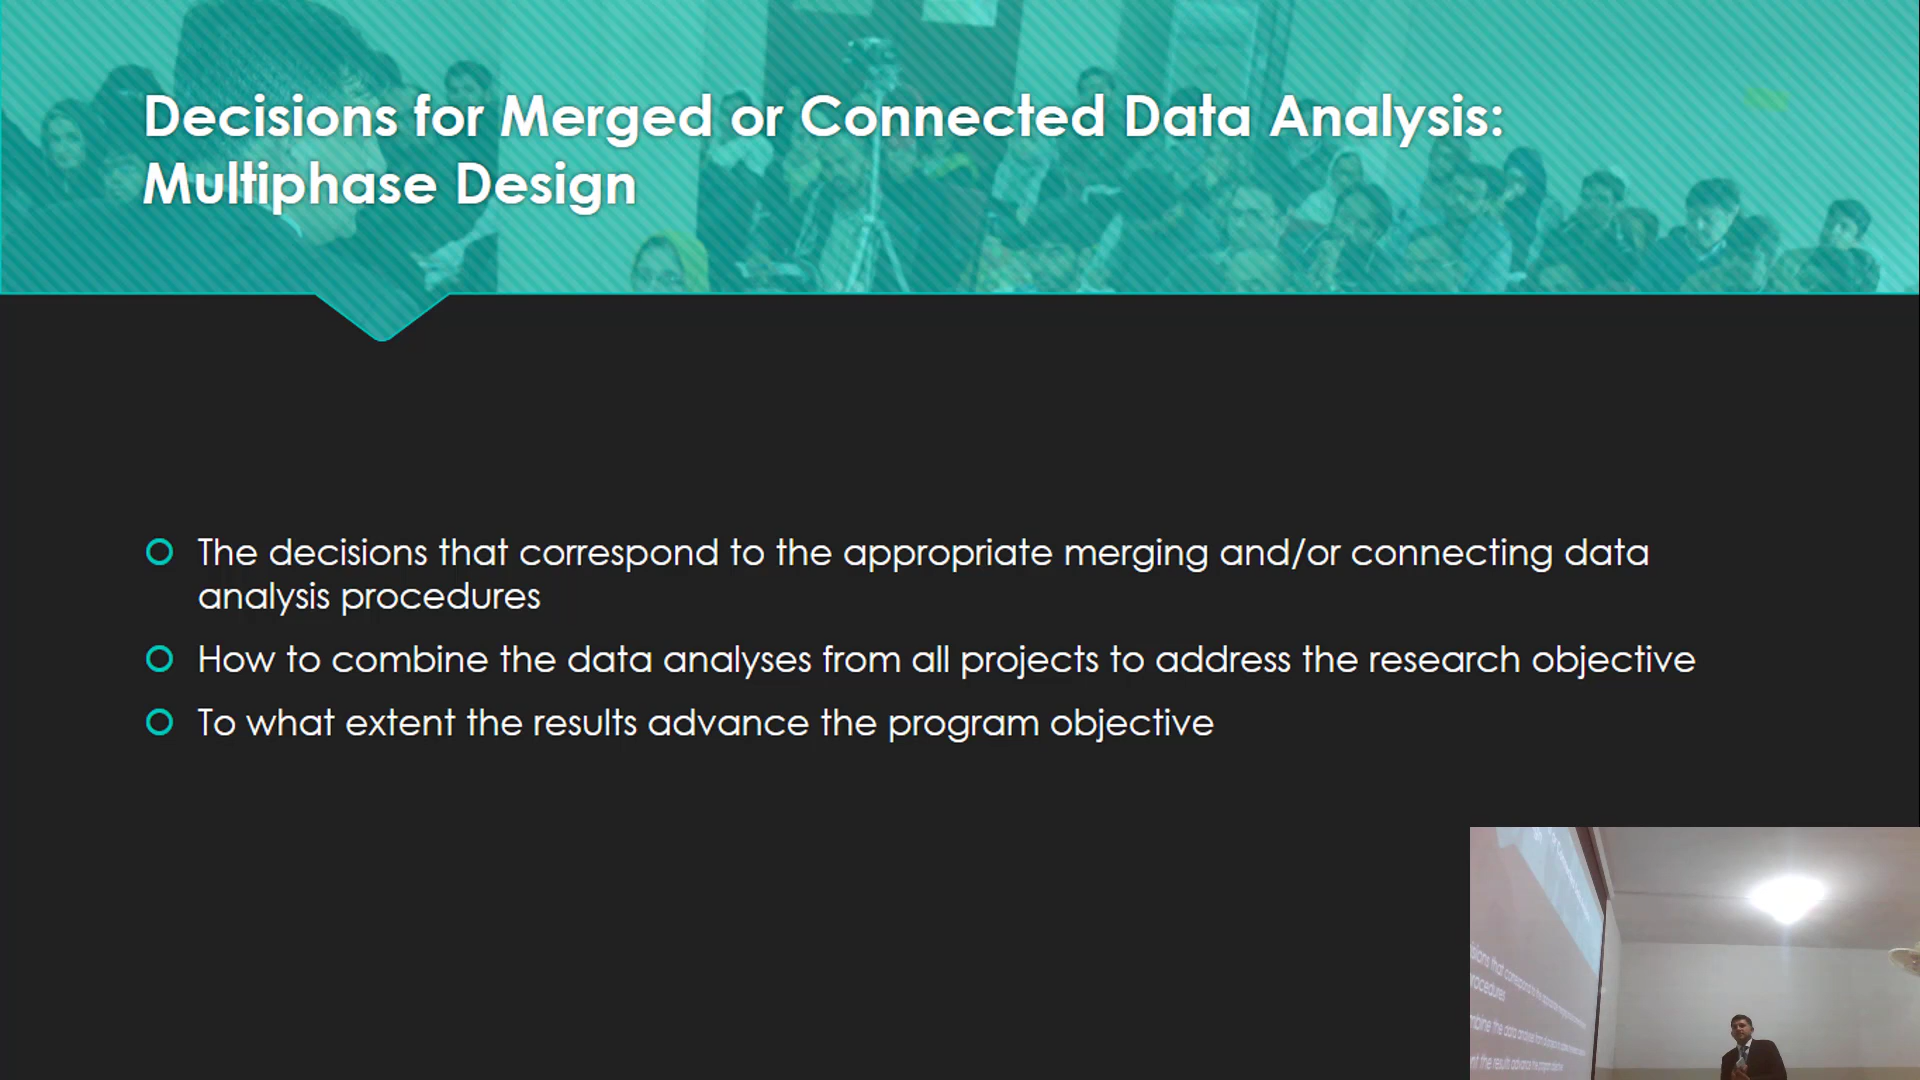 Decisions for Merged or Connected Data Analysis:
Multiphase Design
The decisions that correspond to the appropriate merging and/or connecting data
analysis procedures
How to combine the data analyses from all projects to address the research objective
To what extent the results advance the program objective